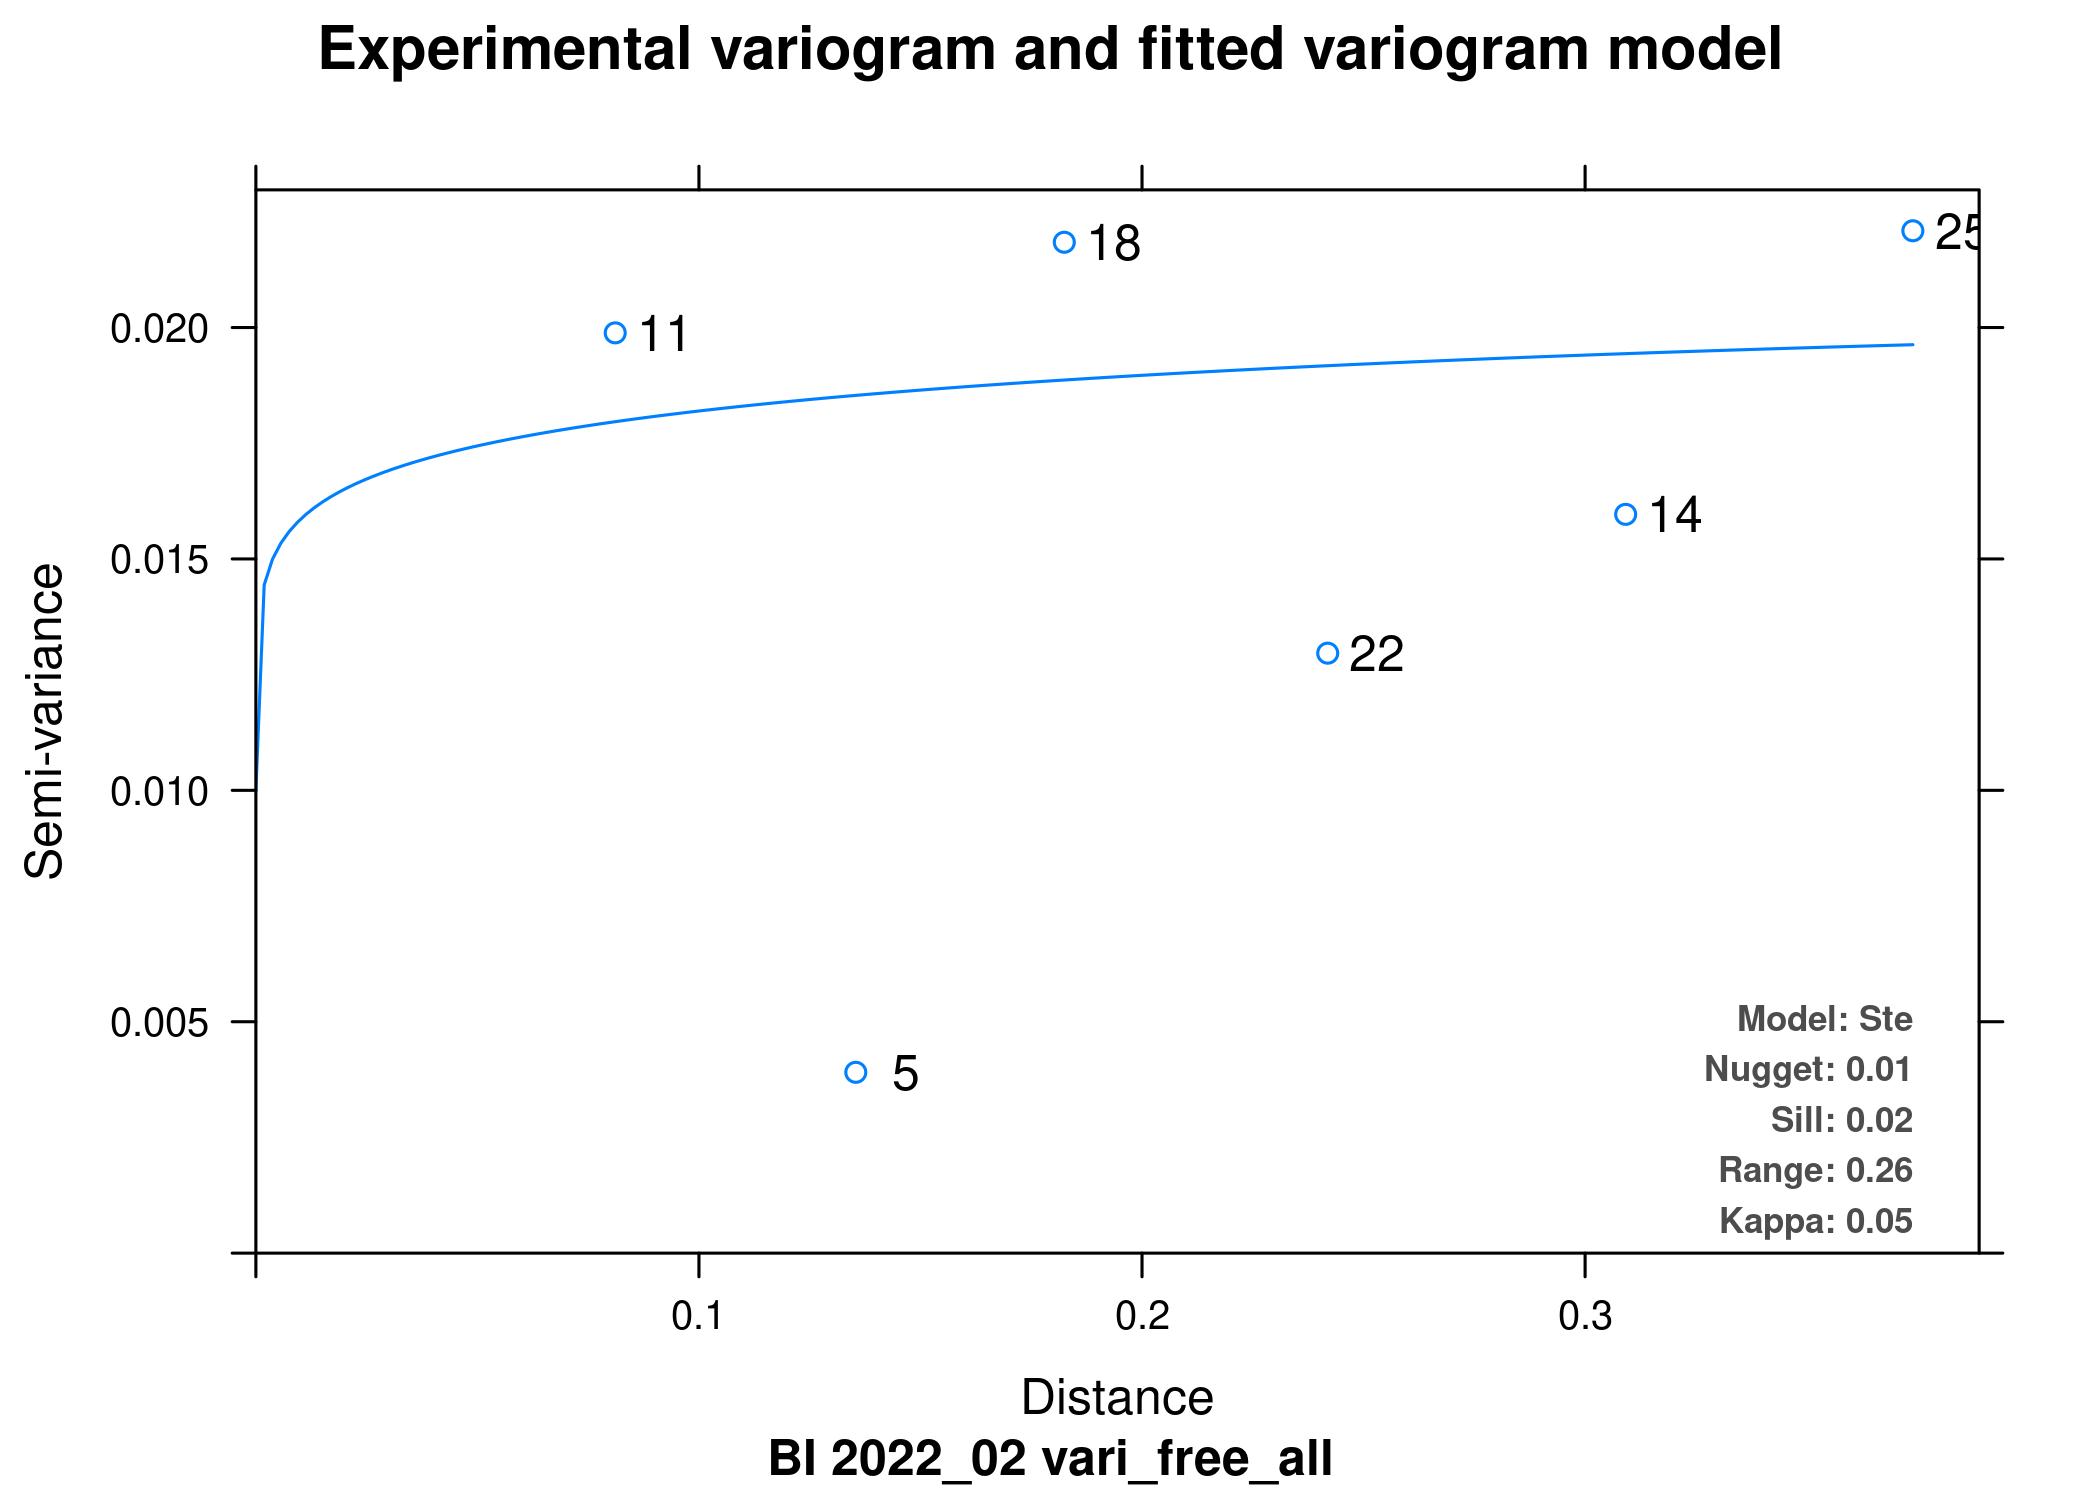 Experimental variogram and fitted variogram model
18
25
11
0.020
14
0.015
22
0.010
0.005
5
Semi-variance
Model: Ste
Nugget: 0.01
Sill: 0.02
Range: 0.26
Kappa: 0.05
0.1 0.2 0.3
Distance
BI 2022_02 vari_free_all